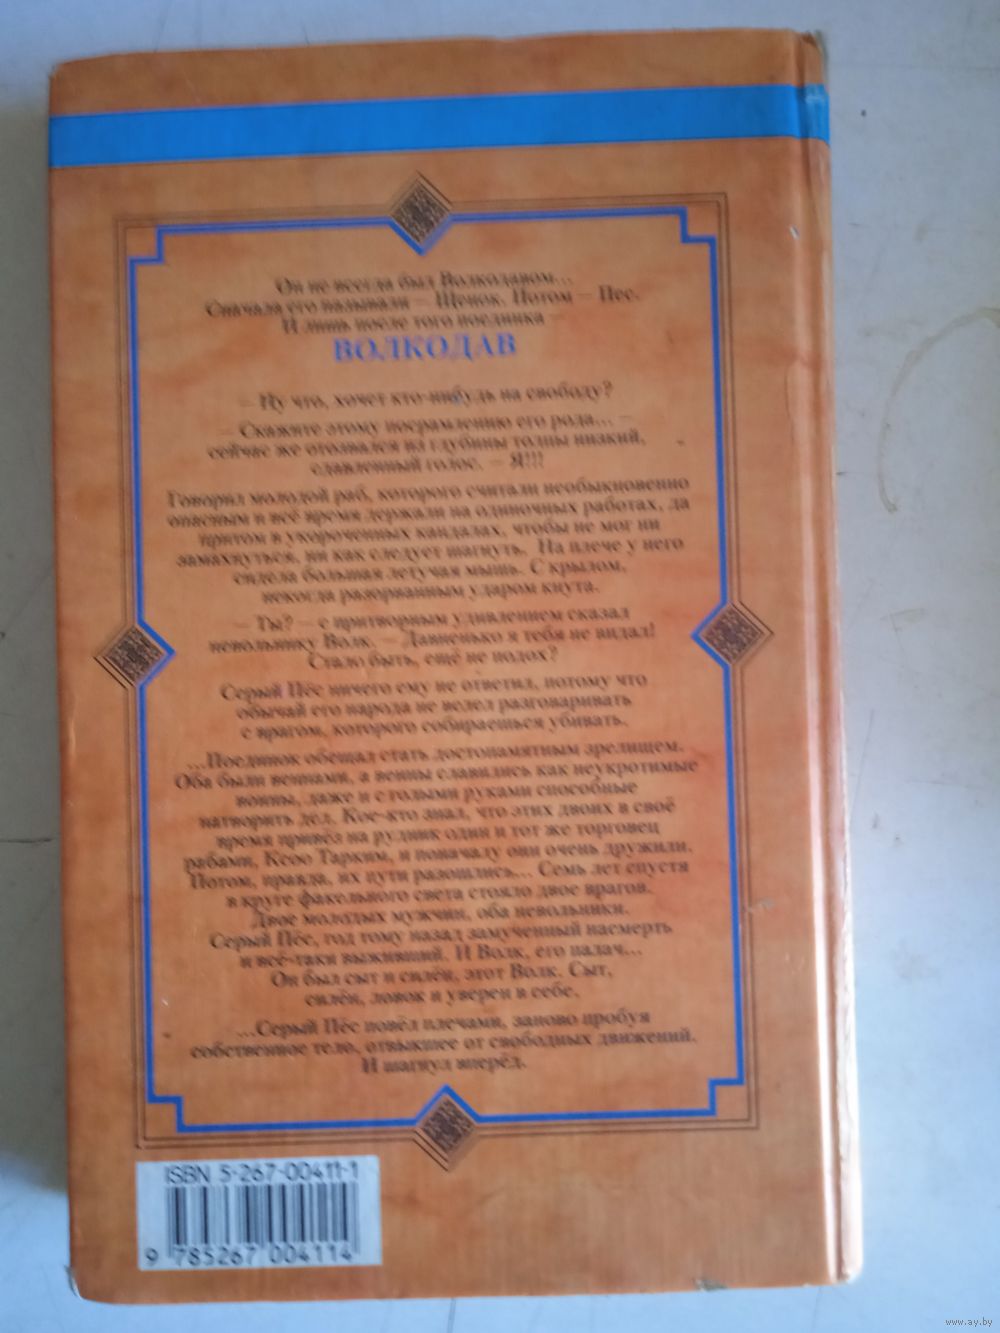 Он не всегда был Волкодавом...
Сначала его называли – Щенок. Потом – Пес.
И лишь после того поединка –
ВОЛКОДАВ
– Ну что, хочет кто-нибудь на свободу?
– Скажите этому посрамлению его рода... –
сейчас же отозвался из глубины толпы низкий,
сдавленный голос. – Я!!!
Говорил молодой раб, которого считали необыкновенно
опасным и всё время держали на одиночных работах, да
притом в укороченных кандалах, чтобы не мог ни
замахнуться, ни как следует шагнуть. На плече у него
сидела большая летучая мышь. С крылом,
некогда разорванным ударом кнута.
– Ты? – с притворным удивлением сказал
невольнику Волк. – Давненько я тебя не видал!
Стало быть, ещё не подох?
Серый Пёс ничего ему не ответил, потому что
обычай его народа не велел разговаривать
с врагом, которого собираешься убивать.
...Поединок обещал стать достопамятным зрелищем.
Оба были веннами, а венны славились как неукротимые
воины, даже и с голыми руками способные
натворить дел. Кое-кто знал, что этих двоих в своё
время привёз на рудник один и тот же торговец
рабами, Ксоо Тарким, и поначалу они очень дружили.
Потом, правда, их пути разошлись... Семь лет спустя
в круге факельного света стояло двое врагов.
Двое молодых мужчин, оба невольники.
Серый Пёс, год тому назад замученный насмерть
и всё-таки выживший. И Волк, его палач...
Он был сыт и силён, этот Волк. Сыт,
силён, ловок и уверен в себе.
...Серый Пёс повёл плечами, заново пробуя
собственное тело, отвыкшее от свободных движений.
И шагнул вперёд.
ISBN 5-267-00411-1
9 785267 004114
www.ay.by